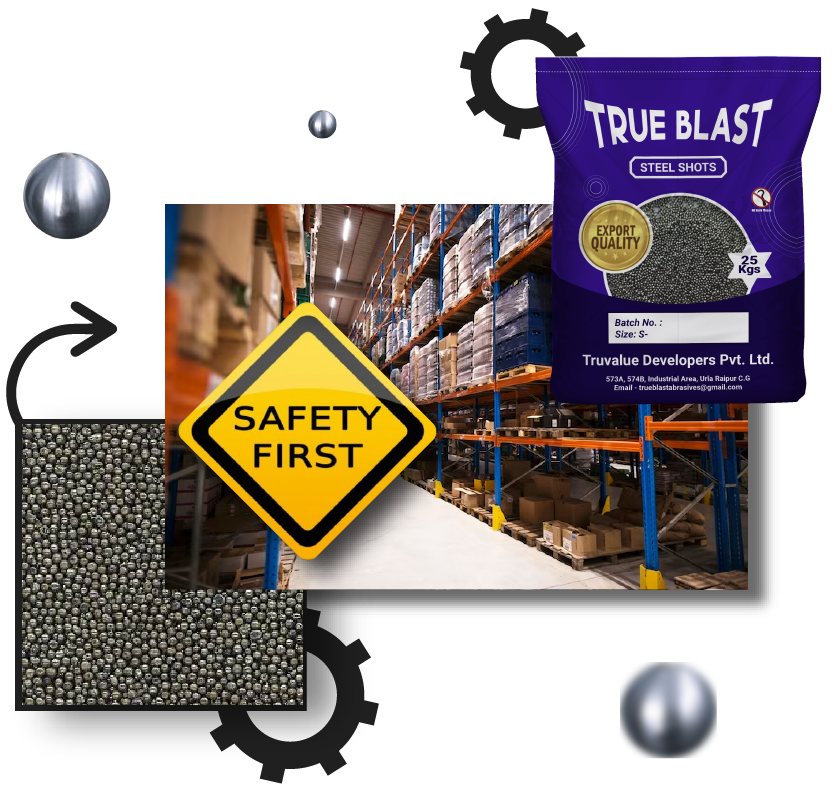 TRUE BLAST
STEEL SHOTS
EXPORT
QUALITY
25
Kgs
Batch No. :
Size: S-
Truvalue Developers Pvt. Ltd.
573A, 574B, Industrial Area, Urla Raipur C.G
Email - trueblastabrasives@gmail.com
SAFETY
FIRST